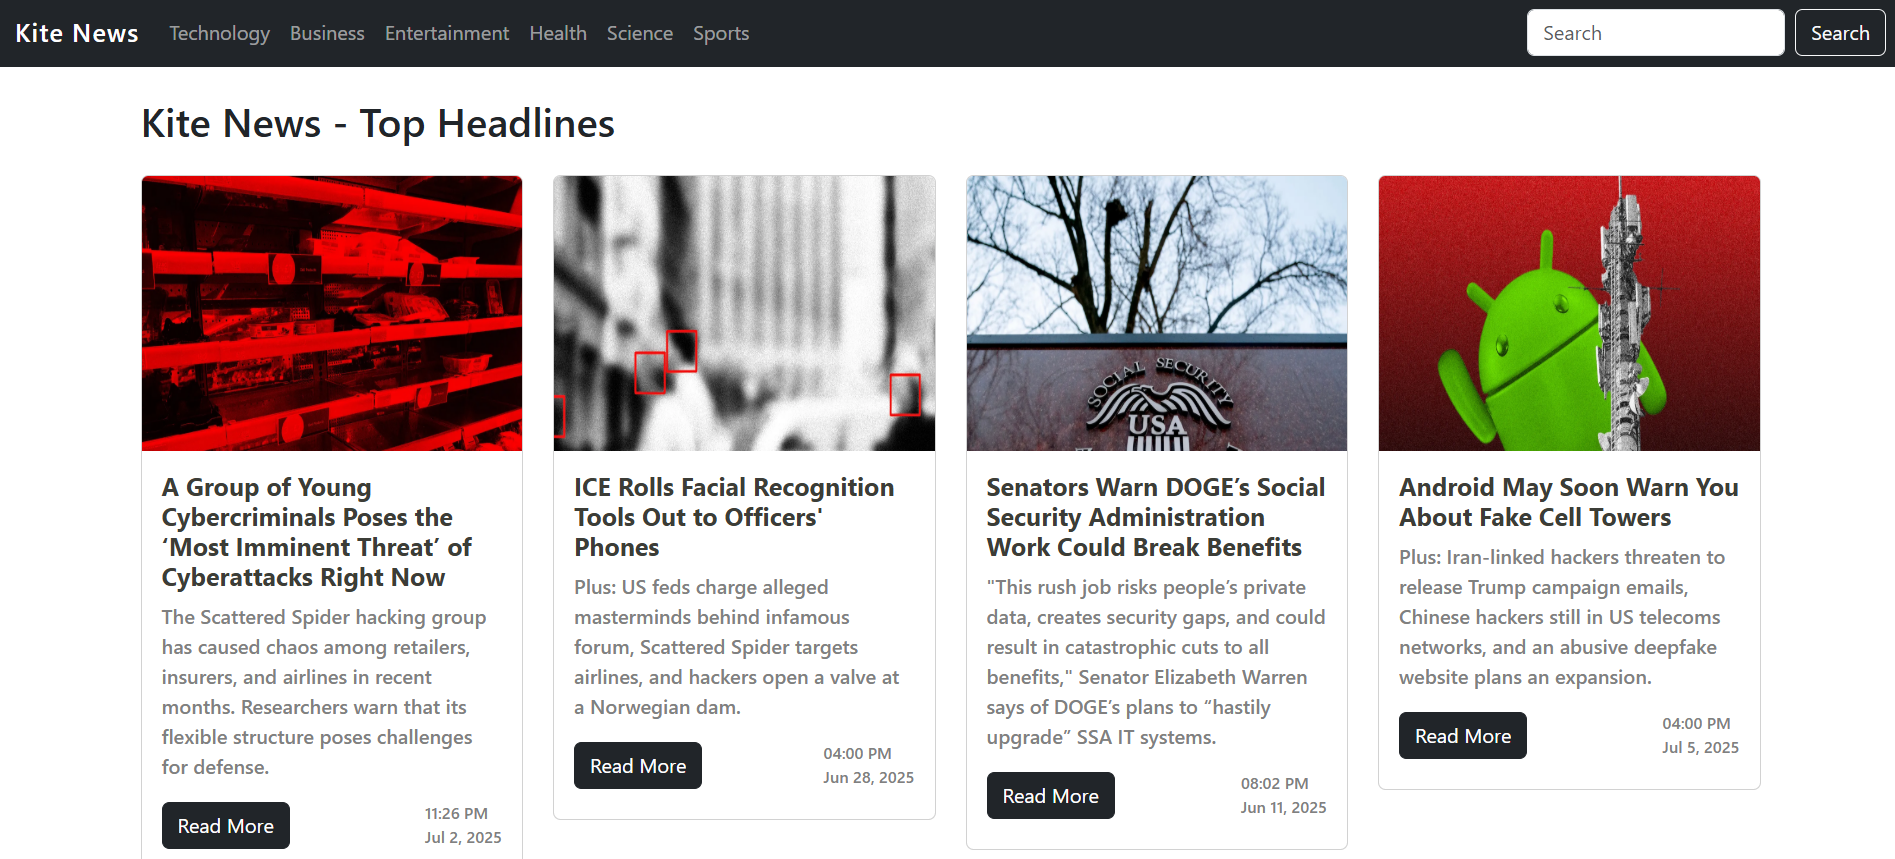 Kite News Technology Business Entertainment Health Science Sports Search Search
Kite News - Top Headlines
A Group of Young
Cybercriminals Poses the
‘Most Imminent Threat’ of
Cyberattacks Right Now
The Scattered Spider hacking group
has caused chaos among retailers,
insurers, and airlines in recent
months. Researchers warn that its
flexible structure poses challenges
for defense.
Read More
11:26 PM
Jul 2, 2025
ICE Rolls Facial Recognition
Tools Out to Officers'
Phones
Plus: US feds charge alleged
masterminds behind infamous
forum, Scattered Spider targets
airlines, and hackers open a valve at
a Norwegian dam.
Read More
04:00 PM
Jun 28, 2025
SOCIAL SECURITY
USA
Senators Warn DOGE’s Social
Security Administration
Work Could Break Benefits
"This rush job risks people’s private
data, creates security gaps, and could
result in catastrophic cuts to all
benefits," Senator Elizabeth Warren
says of DOGE’s plans to “hastily
upgrade” SSA IT systems.
Read More
08:02 PM
Jun 11, 2025
Android May Soon Warn You
About Fake Cell Towers
Plus: Iran-linked hackers threaten to
release Trump campaign emails,
Chinese hackers still in US telecoms
networks, and an abusive deepfake
website plans an expansion.
Read More
04:00 PM
Jul 5, 2025